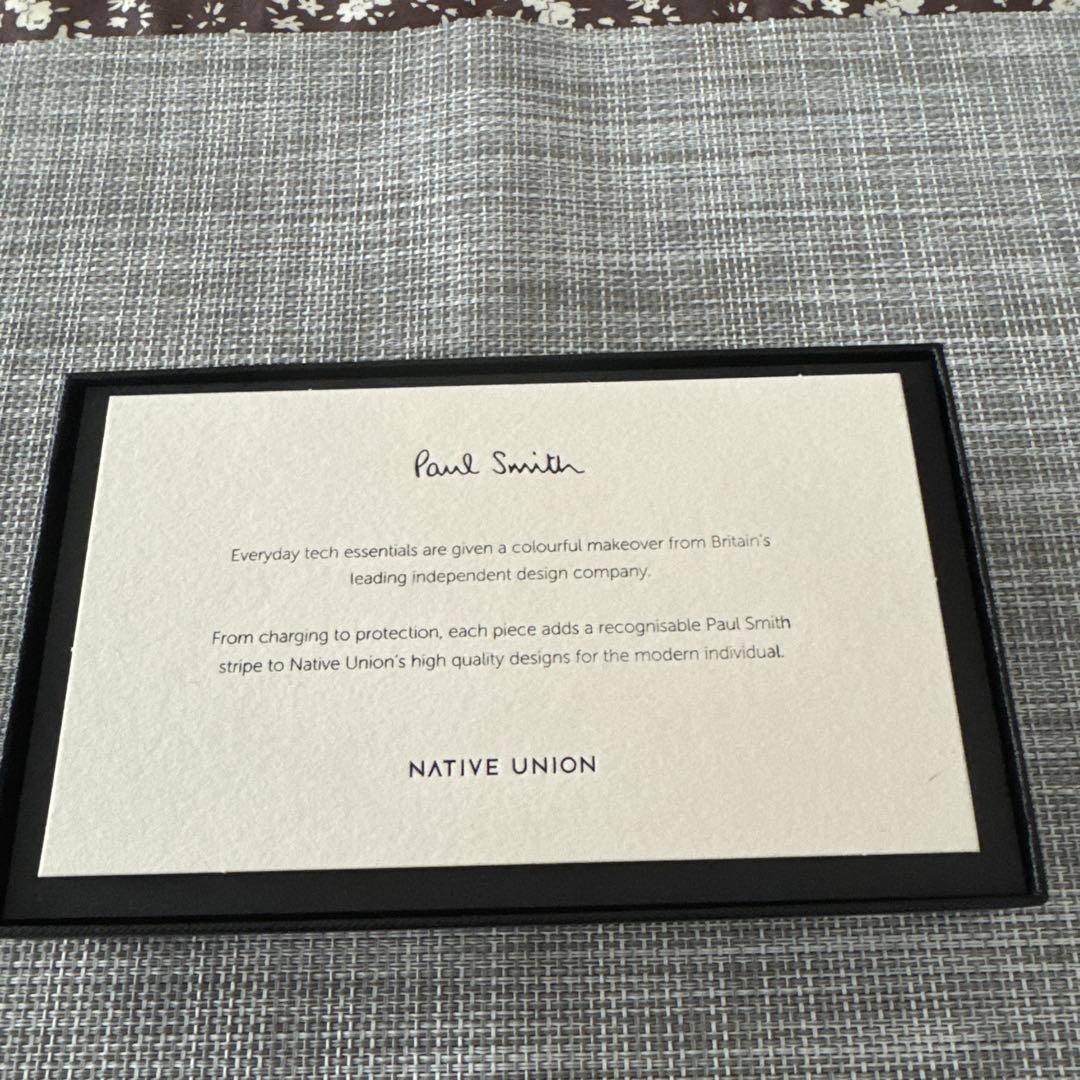 Paul Smith
Everyday tech essentials are given a colourful makeover from Britain's
leading independent design company.
From charging to protection, each piece adds a recognisable Paul Smith
stripe to Native Union's high quality designs for the modern individual.
NATIVE UNION